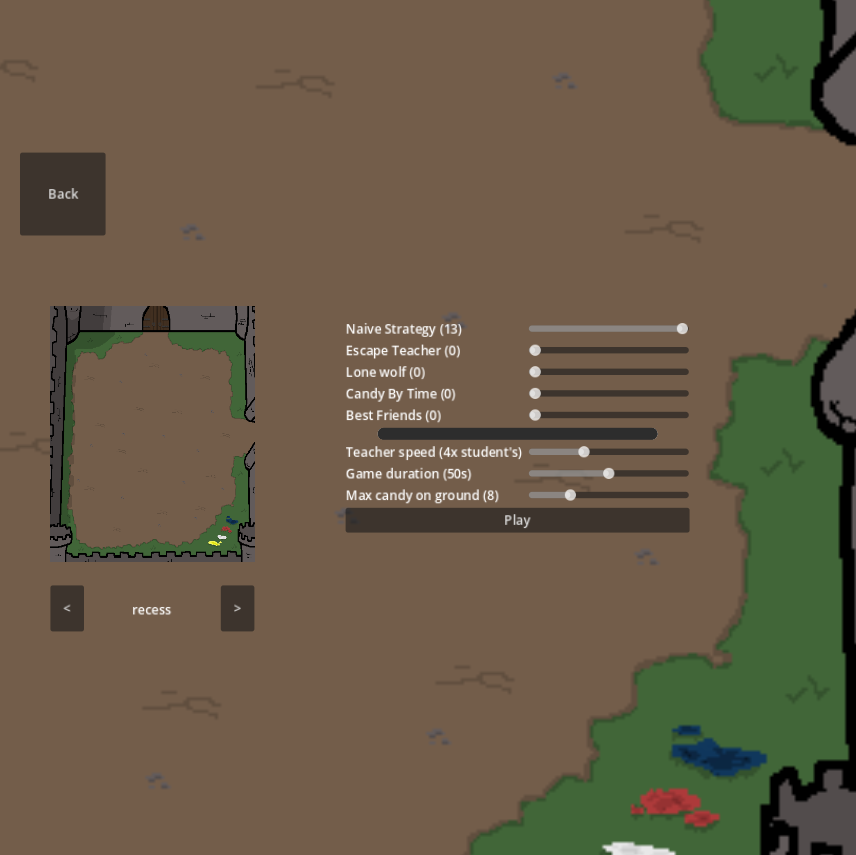 Back
Naive Strategy (13)
Escape Teacher (0)
Lone wolf (0)
Candy By Time (0)
Best Friends (0)
Teacher speed (4x student's)
Game duration (50s)
Max candy on ground (8)
Play
< recess >